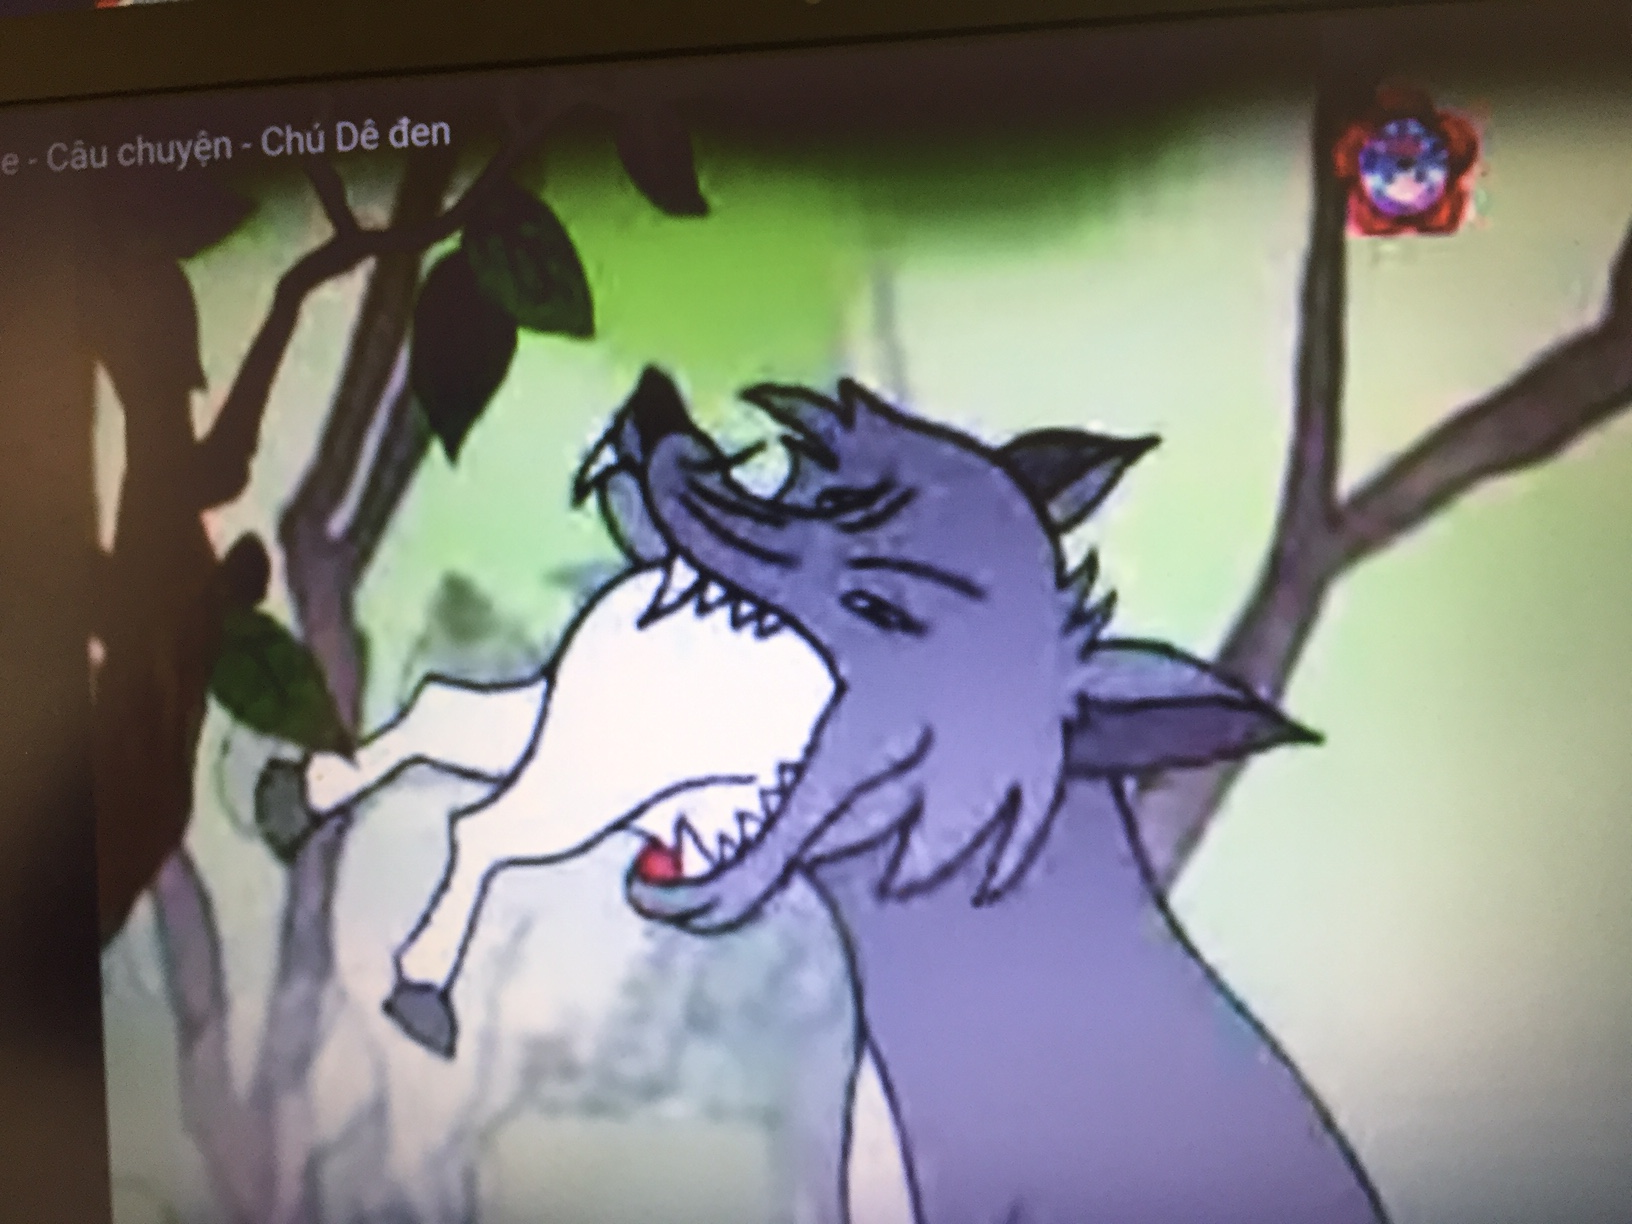 e - Câu chuyện - Chú Dê đen